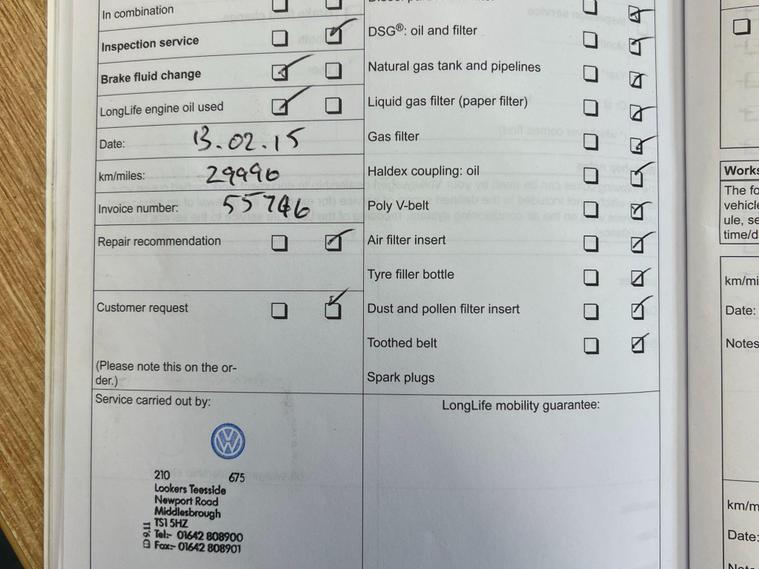 In combination
Inspection service
Brake fluid change
LongLife engine oil used
Date: 13.02.15
km/miles: 29996
Invoice number: 55746
Repair recommendation
Customer request
(Please note this on the or-
der.)
Service carried out by:
210 675
Lookers Teesside
Newport Road
Middlesbrough
TS1 5HZ
Tel:- 01642 808900
Fax:- 01642 808901
DSG®: oil and filter
Natural gas tank and pipelines
Liquid gas filter (paper filter)
Gas filter
Haldex coupling: oil
Poly V-belt
Air filter insert
Tyre filler bottle
Dust and pollen filter insert
Toothed belt
Spark plugs
LongLife mobility guarantee:
Works
The fo
vehicle
ule, se
time/d
km/mi
Date:
Notes
km/m
Date: